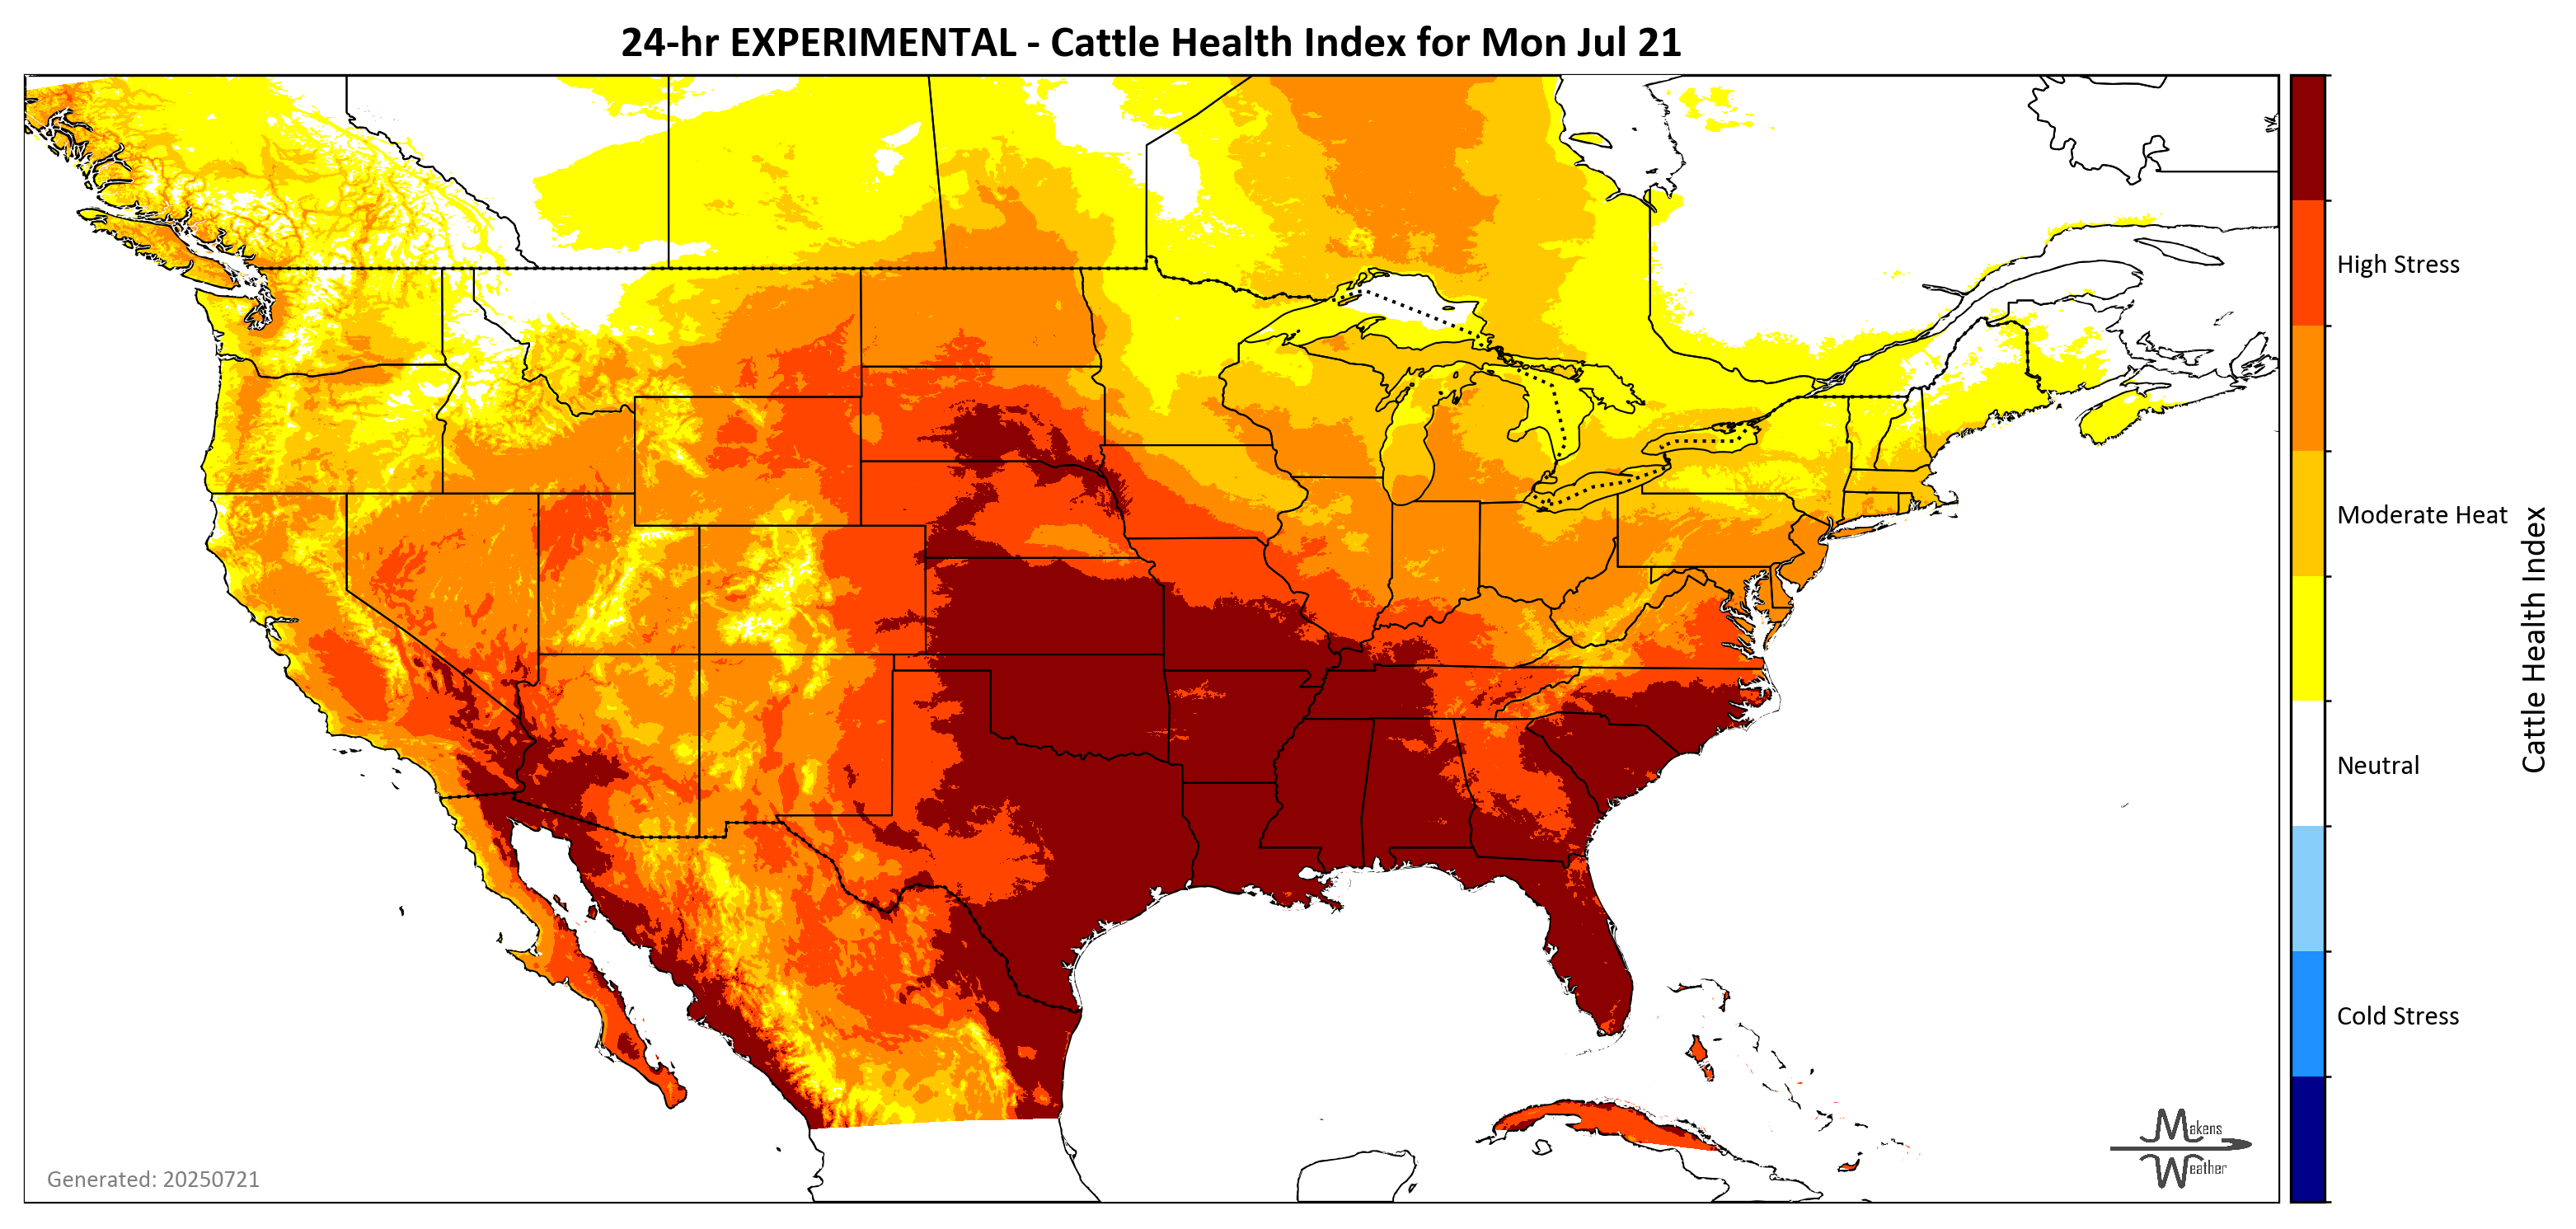 24-hr EXPERIMENTAL - Cattle Health Index for Mon Jul 21
High Stress
Moderate Heat
Neutral
Cold Stress
Cattle Health Index
Makens
Weather
Generated: 20250721